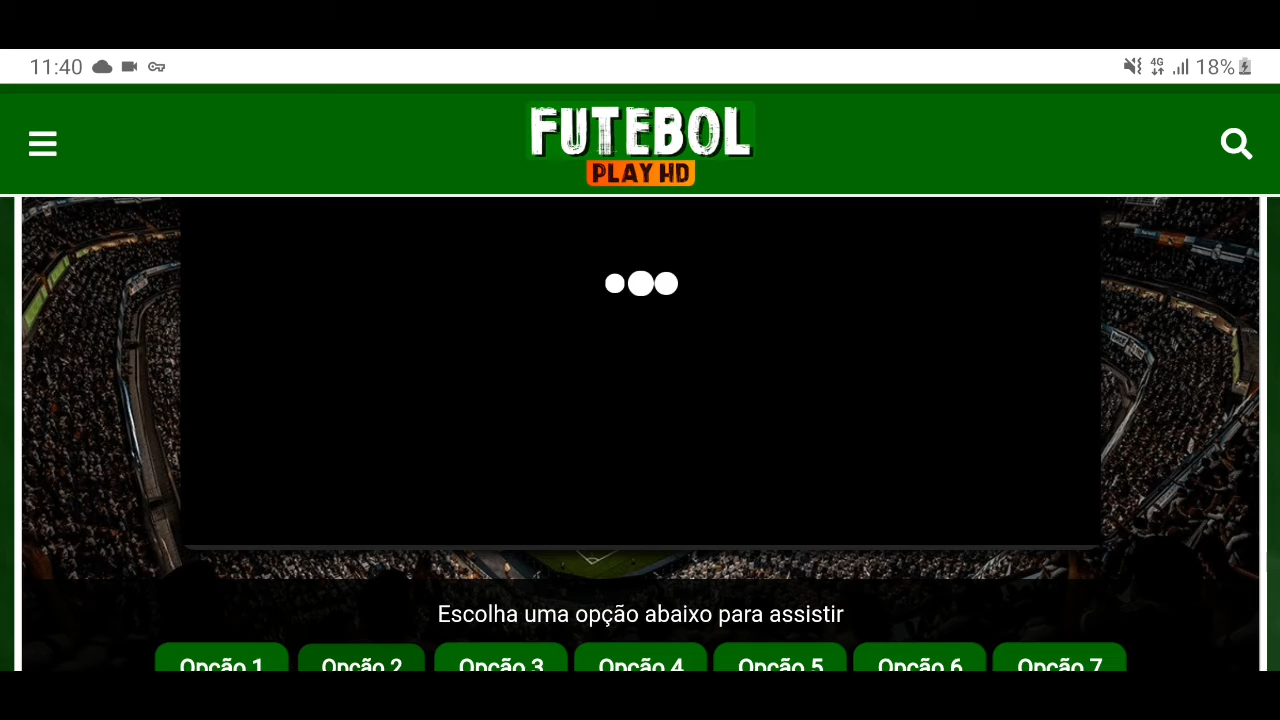 11:40
4G
18%
FUTEBOL
PLAY HD
Escolha uma opção abaixo para assistir
Opção 1 Opção 2 Opção 3 Opção 4 Opção 5 Opção 6 Opção 7